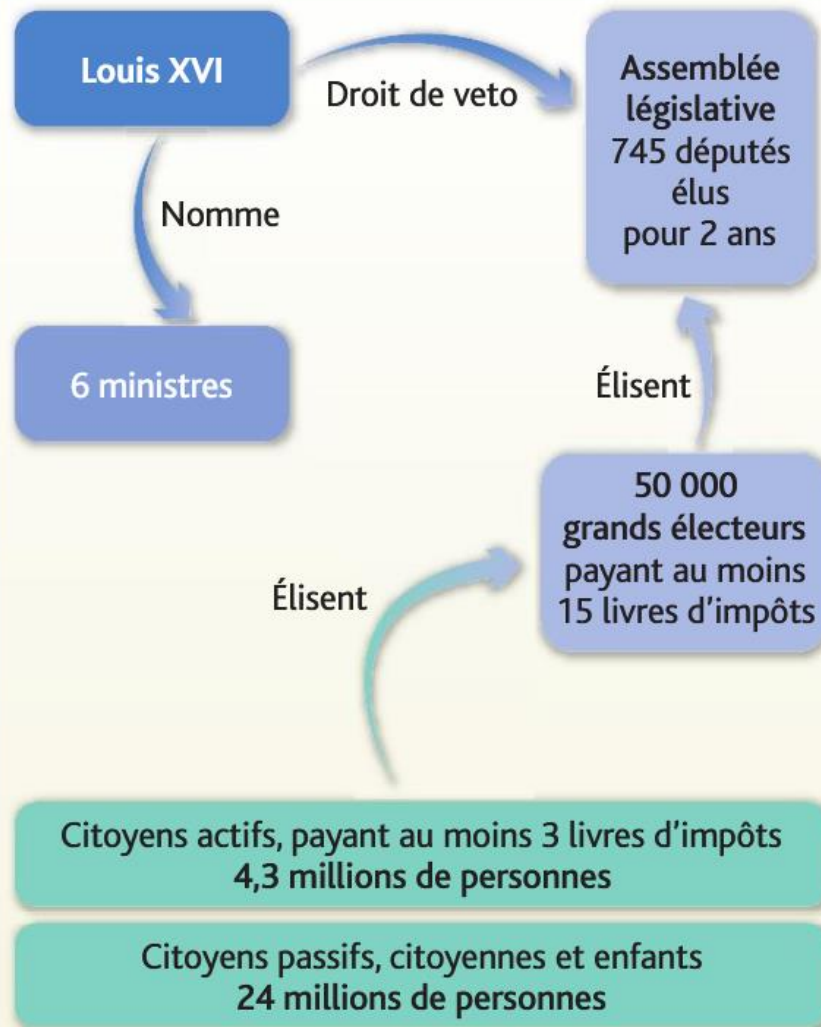 Louis XVI
Droit de veto
Assemblée
législative
745 députés
élus
pour 2 ans
Nomme
6 ministres
Élisent
50 000
grands électeurs
payant au moins
15 livres d'impôts
Élisent
Citoyens actifs, payant au moins 3 livres d'impôts
4,3 millions de personnes
Citoyens passifs, citoyennes et enfants
24 millions de personnes